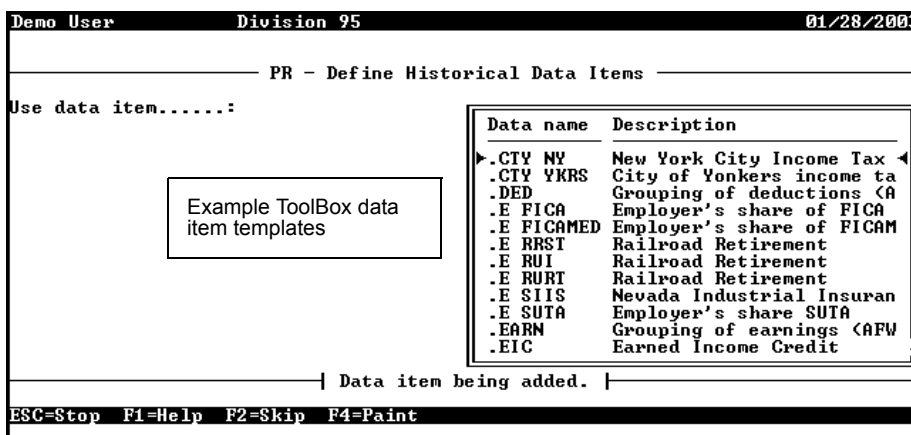 Demo User Division 95 01/28/2003
PR - Define Historical Data Items
Use data item......:
Data name Description
.CTY NY New York City Income Tax
.CTY YKRS City of Yonkers income ta
.DED Grouping of deductions (A
.E FICA Employer's share of FICA
.E FICAMED Employer's share of FICAM
.E RRST Railroad Retirement
.E RUI Railroad Retirement
.E RURT Railroad Retirement
.E SIIS Nevada Industrial Insuran
.E SUTA Employer's share SUTA
.EARN Grouping of earnings (AFW
.EIC Earned Income Credit
Example ToolBox data
item templates
Data item being added.
ESC=Stop F1=Help F2=Skip F4=Paint